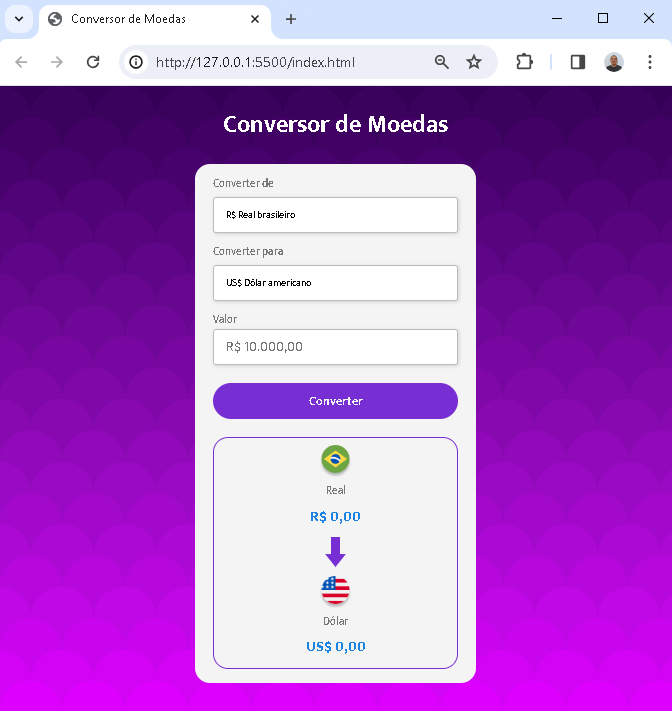 Conversor de Moedas
http://127.0.0.1:5500/index.html
Conversor de Moedas
Converter de
R$ Real brasileiro
Converter para
US$ Dólar americano
Valor
R$ 10.000,00
Converter
Real
R$ 0,00
Dólar
US$ 0,00